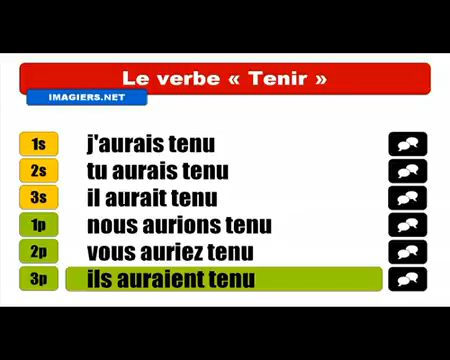 Le verbe « Tenir »
IMAGIERS.NET
1s j'aurais tenu
2s tu aurais tenu
3s il aurait tenu
1p nous aurions tenu
2p vous auriez tenu
3p ils auraient tenu